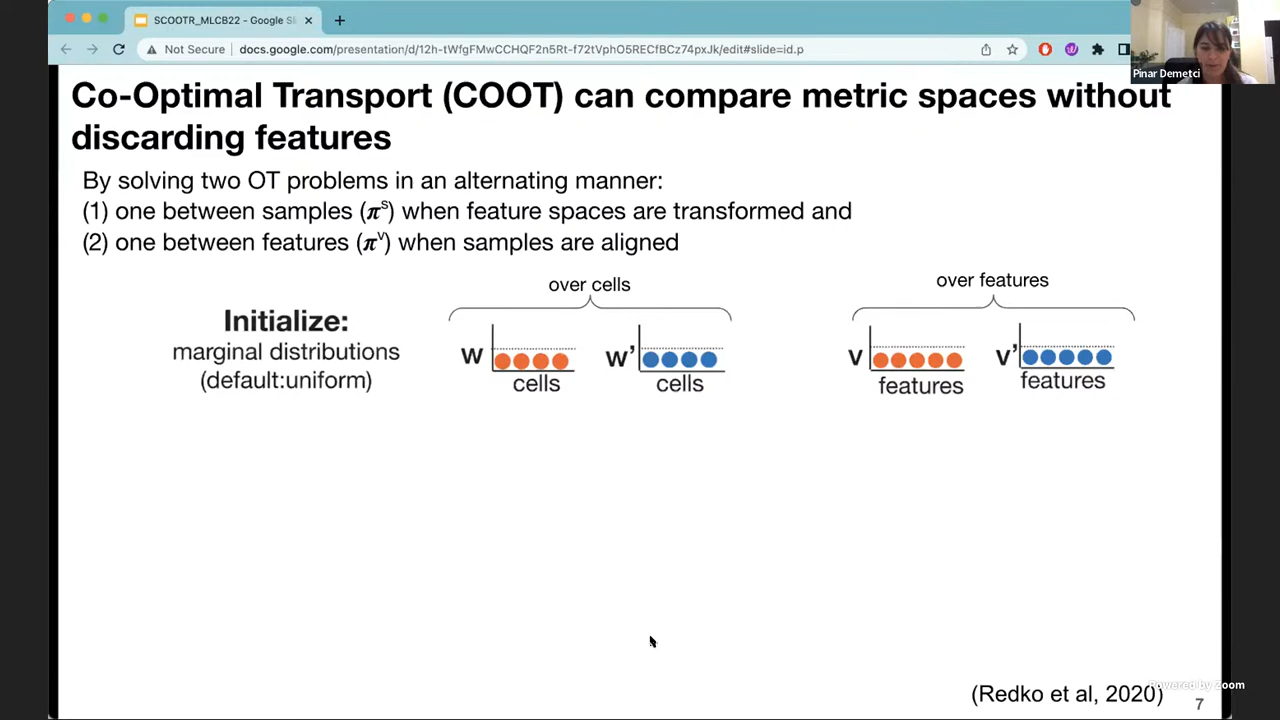 SCOOTR_MLCB22 - Google Sl
Not Secure
docs.google.com/presentation/d/12h-tWfgFMwCCHQF2n5Rt-f72tVphO5RECfBCz74pxJk/edit#slide=id.p
Pinar Demetci
Co-Optimal Transport (COOT) can compare metric spaces without
discarding features
By solving two OT problems in an alternating manner:
(1) one between samples (πˢ) when feature spaces are transformed and
(2) one between features (πᵛ) when samples are aligned
over cells
over features
Initialize:
marginal distributions
(default:uniform)
w
cells
w'
cells
v
features
v'
features
(Redko et al, 2020)
Powered by Zoom
7